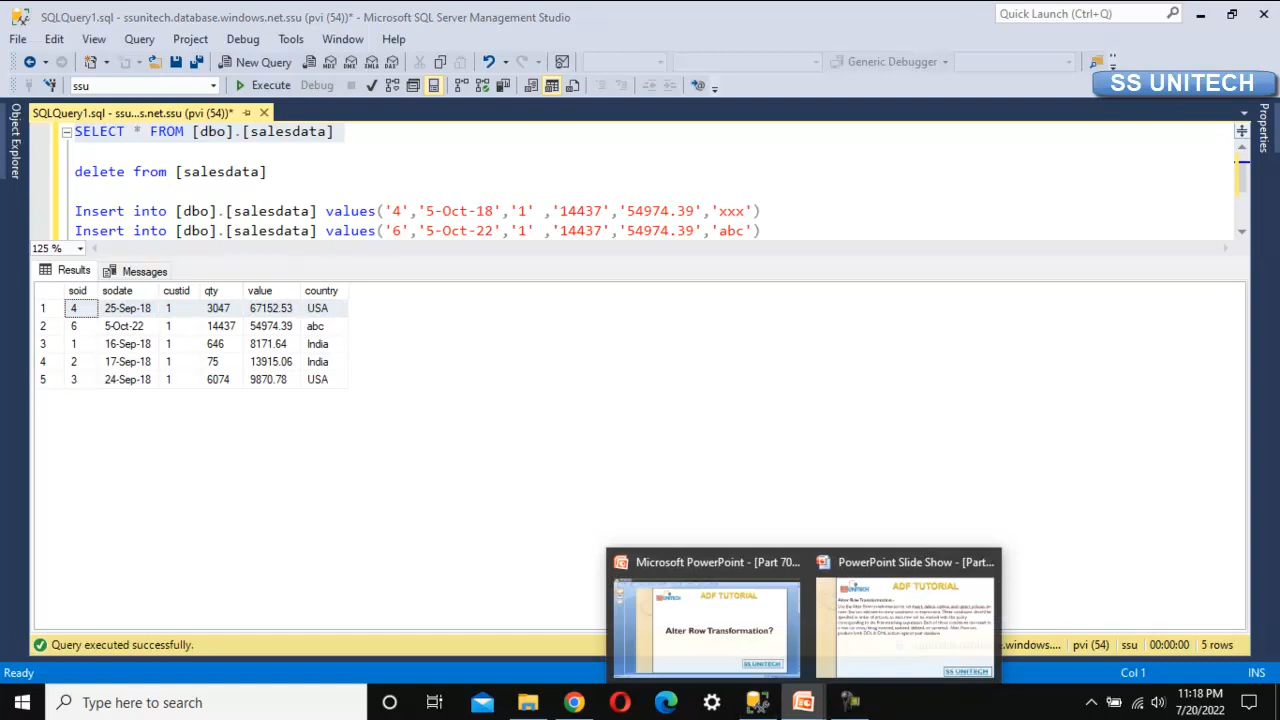 SQLQuery1.sql - ssunitech.database.windows.net.ssu (pvi (54))* - Microsoft SQL Server Management Studio
Quick Launch (Ctrl+Q)
File Edit View Query Project Debug Tools Window Help
New Query
Generic Debugger
ssu
Execute Debug
SS UNITECH
SQLQuery1.sql - ssu...s.net.ssu (pvi (54))*
Object Explorer
Properties
SELECT * FROM [dbo].[salesdata]
delete from [salesdata]
Insert into [dbo].[salesdata] values('4','5-Oct-18','1' ,'14437','54974.39','xxx')
Insert into [dbo].[salesdata] values('6','5-Oct-22','1' ,'14437','54974.39','abc')
125 %
Results Messages
soid sodate custid qty value country
1 4 25-Sep-18 1 3047 67152.53 USA
2 6 5-Oct-22 1 14437 54974.39 abc
3 1 16-Sep-18 1 646 8171.64 India
4 2 17-Sep-18 1 75 13915.06 India
5 3 24-Sep-18 1 6074 9870.78 USA
Microsoft PowerPoint - [Part 70...
PowerPoint Slide Show - [Part...
ADF TUTORIAL
Alter Row Transformation?
SS UNITECH
ADF TUTORIAL
Alter Row Transformation:-
SS UNITECH
Query executed successfully.
.windows.... pvi (54) ssu 00:00:00 5 rows
Ready
Col 1
INS
Type here to search
11:18 PM
7/20/2022